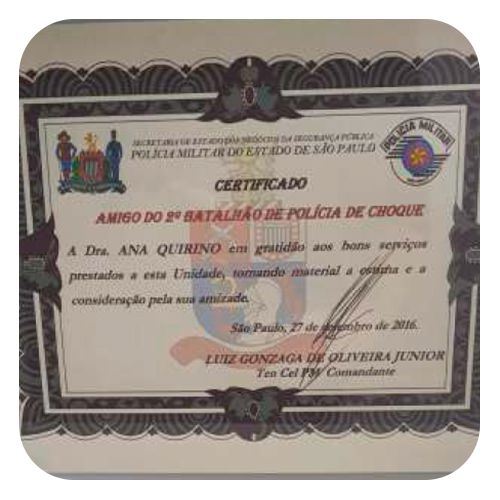 SECRETARIA DE ESTADO DOS NEGÓCIOS DA SEGURANÇA PÚBLICA
POLÍCIA MILITAR DO ESTADO DE SÃO PAULO
POLÍCIA MILITAR
CERTIFICADO
AMIGO DO 2º BATALHÃO DE POLÍCIA DE CHOQUE
A Dra. ANA QUIRINO em gratidão aos bons serviços
prestados a esta Unidade, tornando material a estima e a
consideração pela sua amizade.
São Paulo, 27 de dezembro de 2016.
LUIZ GONZAGA DE OLIVEIRA JUNIOR
Ten Cel PM Comandante